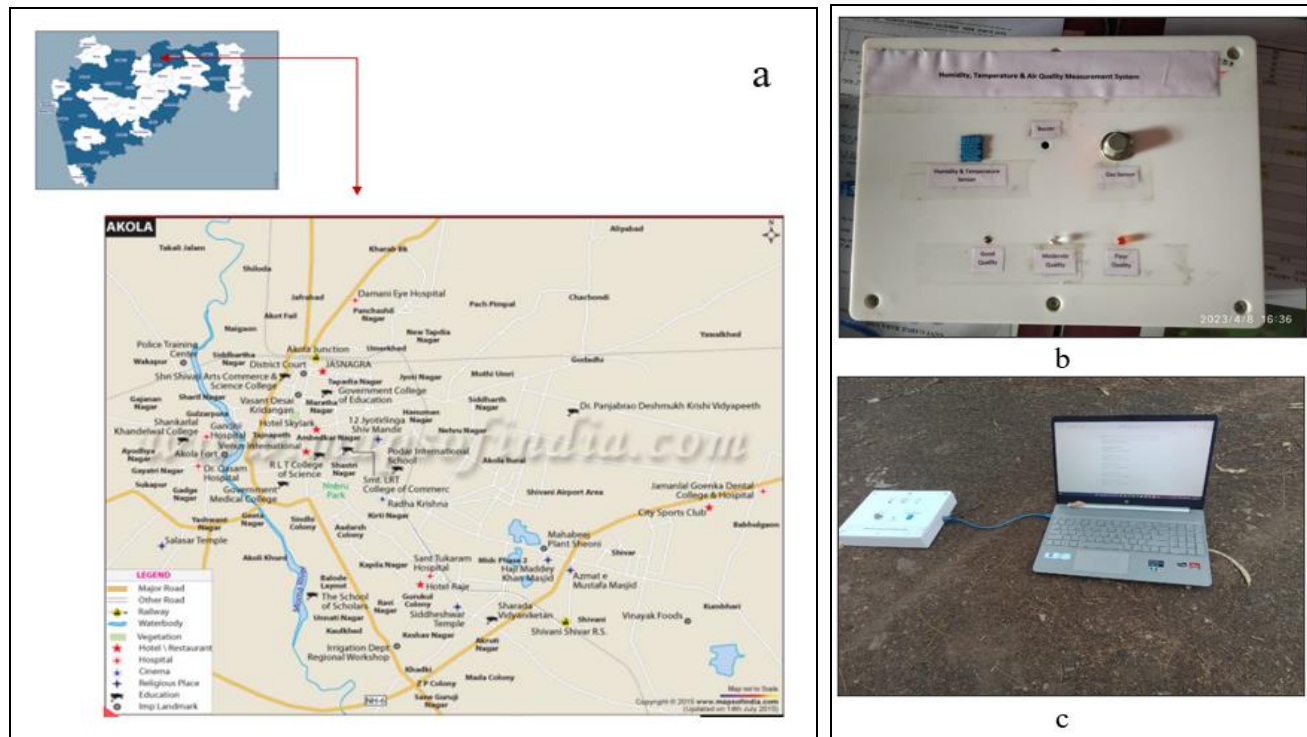 a
AKOLA
Takali Jalam
Aliyabad
Kharab Bk
Shiloda
Jafrabad
Damani Eye Hospital
Akot Fail
Panchashil
Nagar
Pach Pimpal
Chachondi
Naigaon
New Tapdia
Nagar
Yawalkhed
Police Training
Center
Wakapur
Siddhartha
Nagar
Akola Junction
Umerkhed
District Court
JASNAGRA
Gudadhi
Shri Shivaji Arts Commerce &
Science College
Tapadia Nagar
Jyoti Nagar
Mothi Umri
Government College
of Education
Gajanan
Nagar
Sharif Nagar
Vasant Desai
Kridangan
Maratha
Nagar
Hanuman
Nagar
Siddharth
Nagar
Dr. Panjabrao Deshmukh Krishi Vidyapeeth
Gulzarpura
Shankarlal
Khandelwal College
Gandhi
Hospital
Hotel Skylark
12 Jyotirlinga
Shiv Mande
Nehru Nagar
Tajnapeth
Ambedkar Nagar
mapsofindia.com
Ayodhya
Nagar
Akola Fort
Venus International
Podar International
School
Akola Rural
Gayatri Nagar
Dr. Qasam
Hospital
R.L.T College
of Science
Shastri
Nagar
Smt. LRT
College of Commerc
Sukapur
Gadge
Nagar
Government
Medical College
Nehru
Park
Radha Krishna
Shivani Airport Area
Jamanlal Goenka Dental
College & Hospital
City Sports Club
Babhulgaon
Yashwant
Nagar
Geeta
Nagar
Sindhi
Colony
Aadarsh
Colony
Kirti Nagar
Salasar Temple
Akoli Khurd
Mahabeej
Plant Sheoni
Shivar
Kapila Nagar
Sant Tukaram
Hospital
Midc Phase 2
Haji Maddey
Khan Masjid
Azmat e
Mustafa Masjid
Morna River
Balode
Layout
Hotel Raje
The School
of Scholars
Ravi
Nagar
Gurukul
Colony
Siddheshwar
Temple
Sharada
Vidyaniketan
Shivani
Vinayak Foods
Kumbhari
Unnati Nagar
Kaulkhed
Keshav Nagar
Shivani Shivar R.S.
Irrigation Dept
Regional Workshop
Akruti
Nagar
Khadki
Z P Colony
Mada Colony
NH-6
Sane Guruji
Nagar
LEGEND
Major Road
Other Road
Railway
Waterbody
Vegetation
Hotel \ Restaurant
Hospital
Cinema
Religious Place
Education
Imp Landmark
Map not to Scale
Copyright © 2015 www.mapsofindia.com
(Updated on 14th July 2015)
Humidity, Temperature & Air Quality Measurement System
Buzzer
Humidity & Temperature
Sensor
Gas Sensor
Good
Quality
Moderate
Quality
Poor
Quality
2023/4/8 16:36
b
c